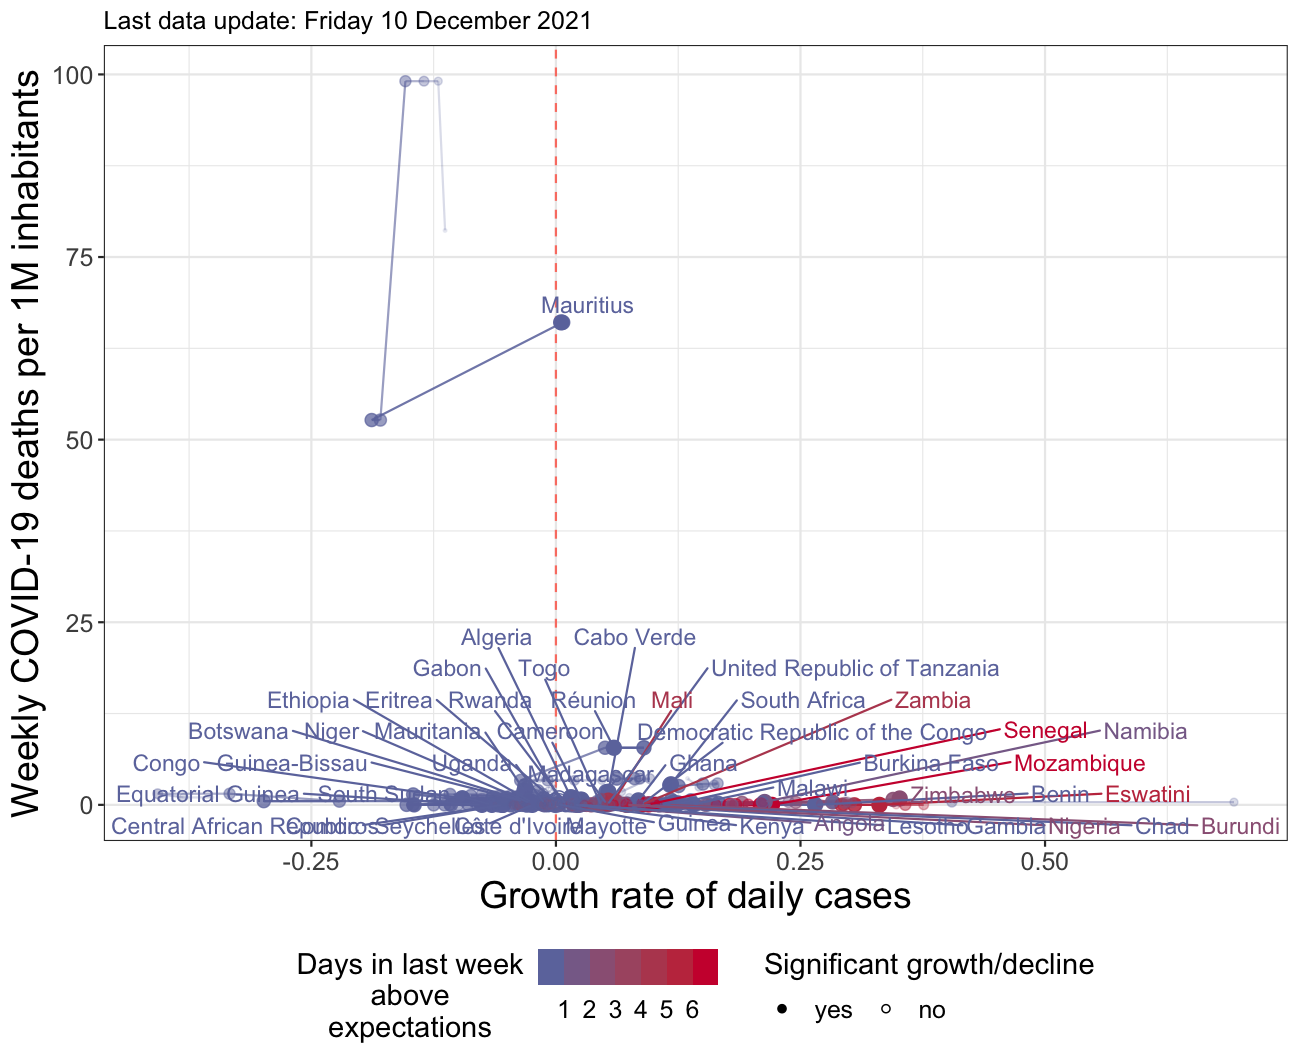 Last data update: Friday 10 December 2021
Weekly COVID-19 deaths per 1M inhabitants
100
75
50
25
0
Mauritius
Algeria Cabo Verde
Gabon Togo United Republic of Tanzania
Ethiopia Eritrea Rwanda Réunion Mali South Africa Zambia
Botswana Niger Mauritania Cameroon Democratic Republic of the Congo Senegal Namibia
Congo Guinea-Bissau Uganda Madagascar Ghana Burkina Faso Mozambique
Equatorial Guinea South Sudan Malawi Zimbabwe Benin Eswatini
Central African Republic Comoros Seychelles Côte d'Ivoire Mayotte Guinea Kenya Angola Lesotho Gambia Nigeria Chad Burundi
-0.25 0.00 0.25 0.50
Growth rate of daily cases
Days in last week
above
expectations
1 2 3 4 5 6
Significant growth/decline
yes no